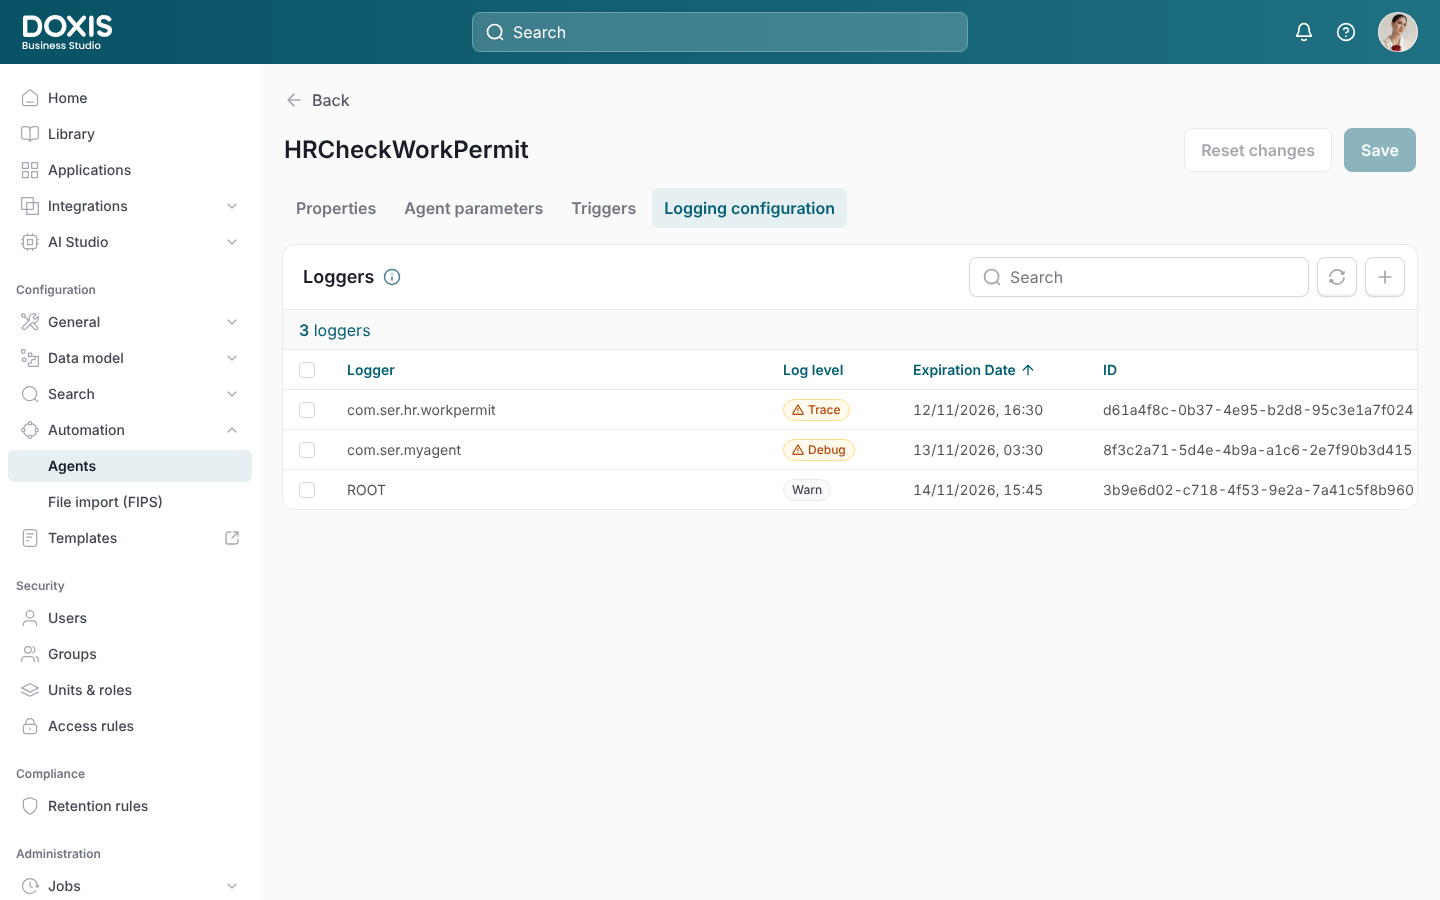 DOXIS
Business Studio
Search
Home
Library
Applications
Integrations
AI Studio
Configuration
General
Data model
Search
Automation
Agents
File import (FIPS)
Templates
Security
Users
Groups
Units & roles
Access rules
Compliance
Retention rules
Administration
Jobs
Back
HRCheckWorkPermit
Reset changes
Save
Properties
Agent parameters
Triggers
Logging configuration
Loggers
Search
3 loggers
Logger
Log level
Expiration Date
ID
com.ser.hr.workpermit
Trace
12/11/2026, 16:30
d61a4f8c-0b37-4e95-b2d8-95c3e1a7f024
com.ser.myagent
Debug
13/11/2026, 03:30
8f3c2a71-5d4e-4b9a-a1c6-2e7f90b3d415
ROOT
Warn
14/11/2026, 15:45
3b9e6d02-c718-4f53-9e2a-7a41c5f8b960